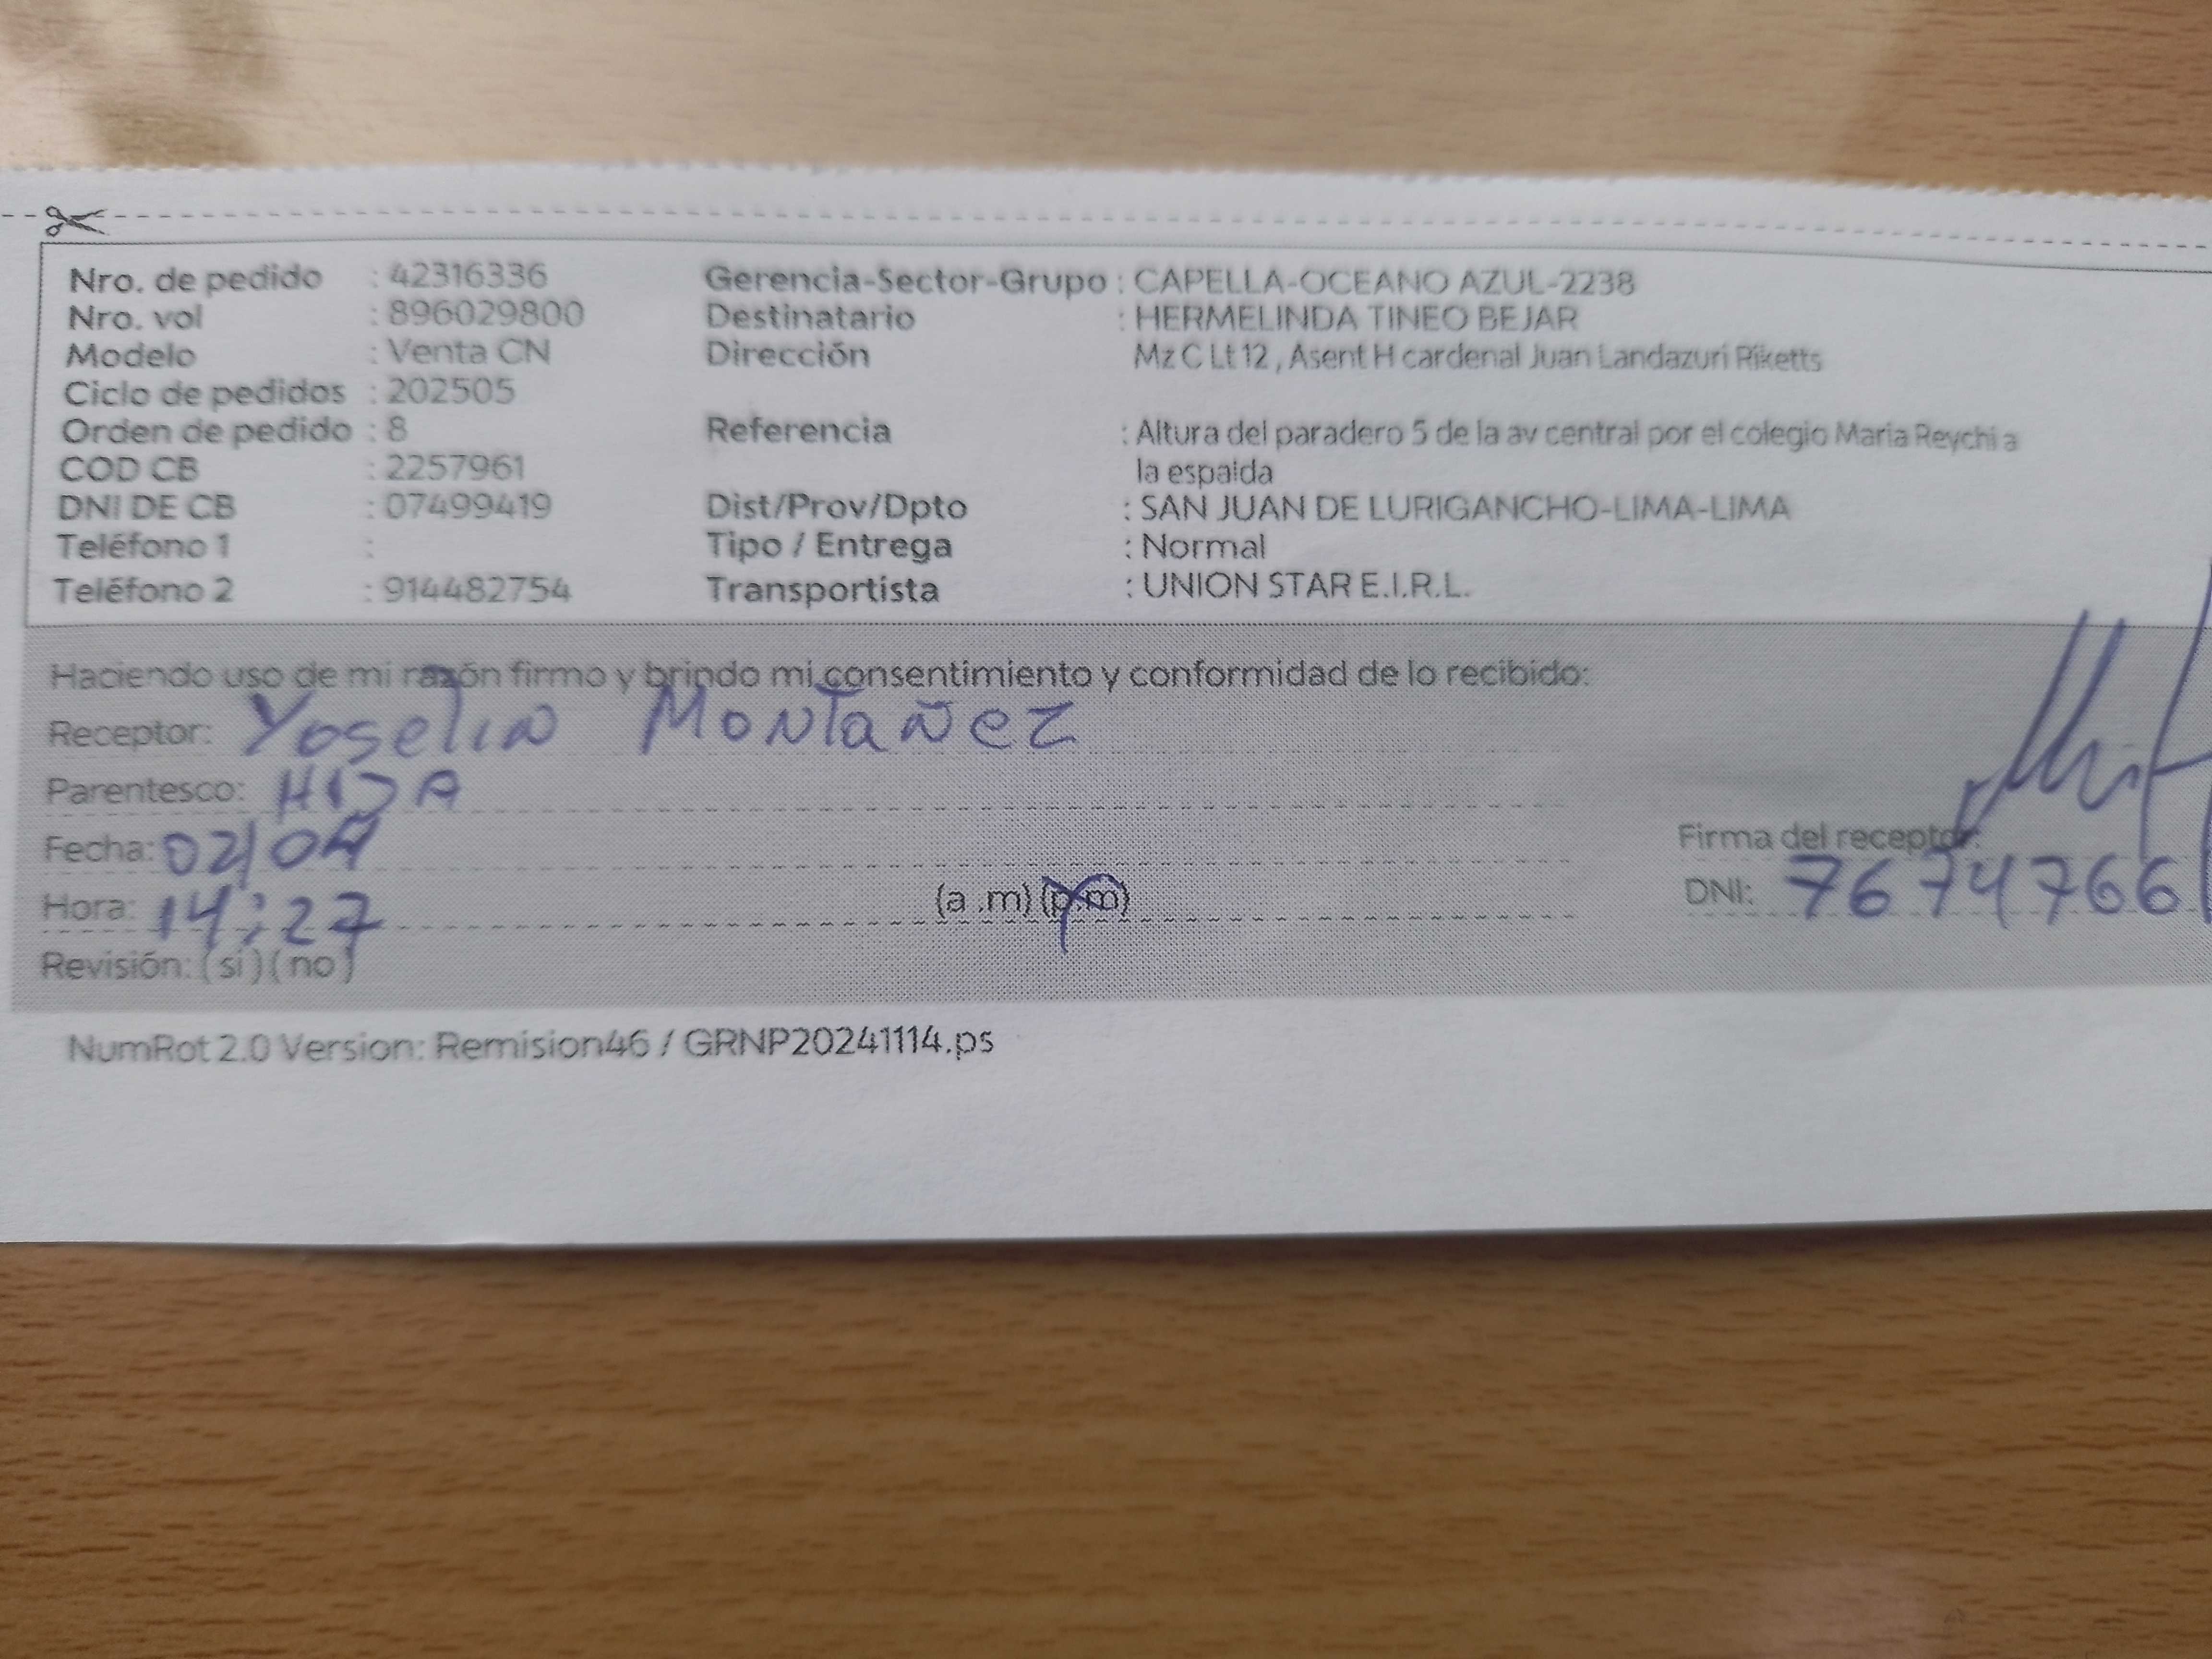 Nro. de pedido : 42316336 Gerencia-Sector-Grupo : CAPELLA-OCEANO AZUL-2238
Nro. vol : 896029800 Destinatario : HERMELINDA TINEO BEJAR
Modelo : Venta CN Dirección Mz C Lt 12 , Asent H cardenal Juan Landazuri Riketts
Ciclo de pedidos : 202505
Orden de pedido : 8 Referencia : Altura del paradero 5 de la av central por el colegio Maria Reychi a
COD CB : 2257961 la espalda
DNI DE CB : 07499419 Dist/Prov/Dpto : SAN JUAN DE LURIGANCHO-LIMA-LIMA
Teléfono 1 : Tipo / Entrega : Normal
Teléfono 2 : 914482754 Transportista : UNION STAR E.I.R.L.
Haciendo uso de mi razón firmo y brindo mi consentimiento y conformidad de lo recibido:
Receptor: Yoselin Montañez
Parentesco: HIJA
Fecha: 02/04 Firma del receptor:
Hora: 14:27 (a .m) (p.m) DNI: 76747661
Revisión: (si) (no)
NumRot 2.0 Version: Remision46 / GRNP20241114.ps